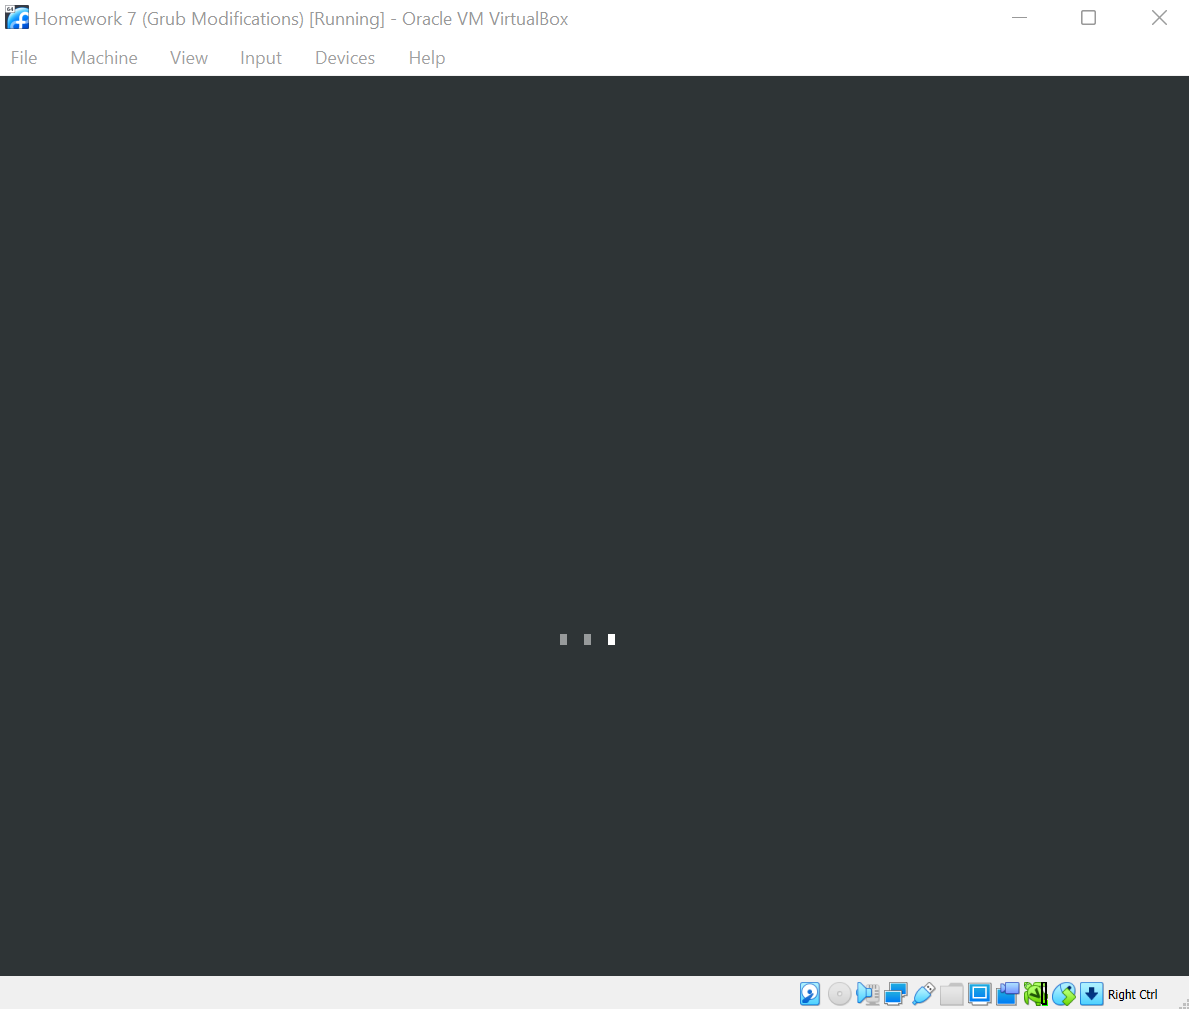 Homework 7 (Grub Modifications) [Running] - Oracle VM VirtualBox
File Machine View Input Devices Help
Right Ctrl